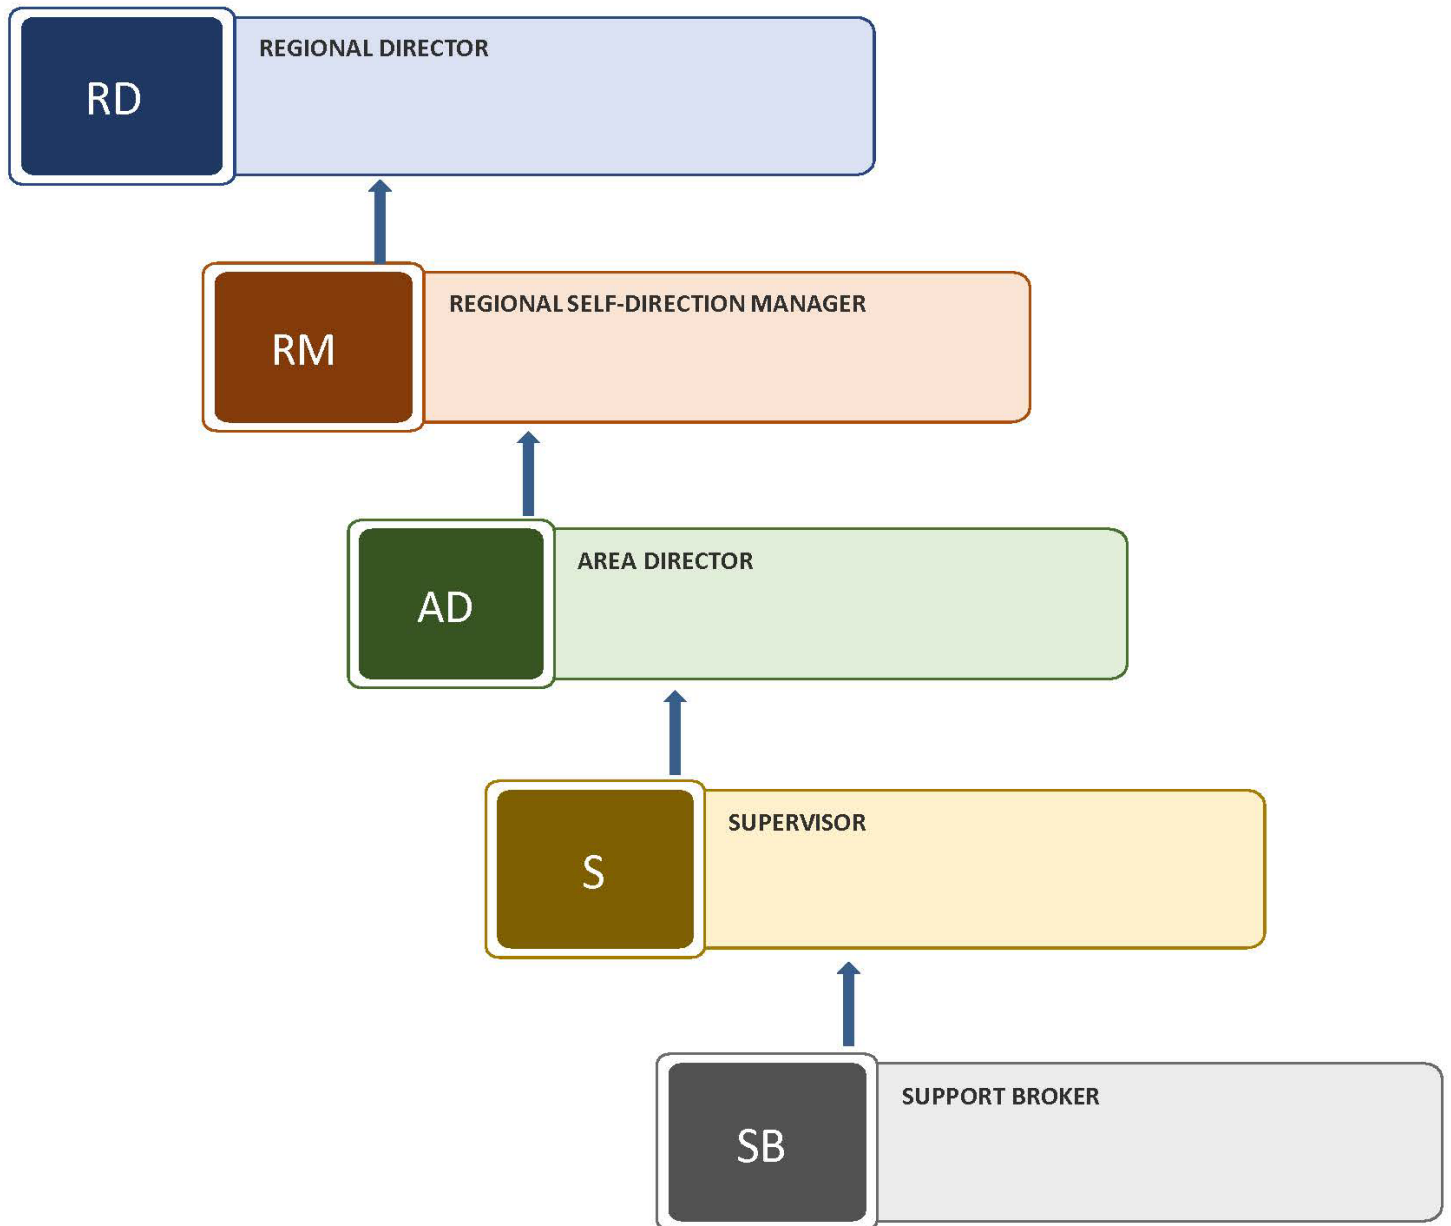 RD
REGIONAL DIRECTOR
RM
REGIONAL SELF-DIRECTION MANAGER
AD
AREA DIRECTOR
S
SUPERVISOR
SB
SUPPORT BROKER